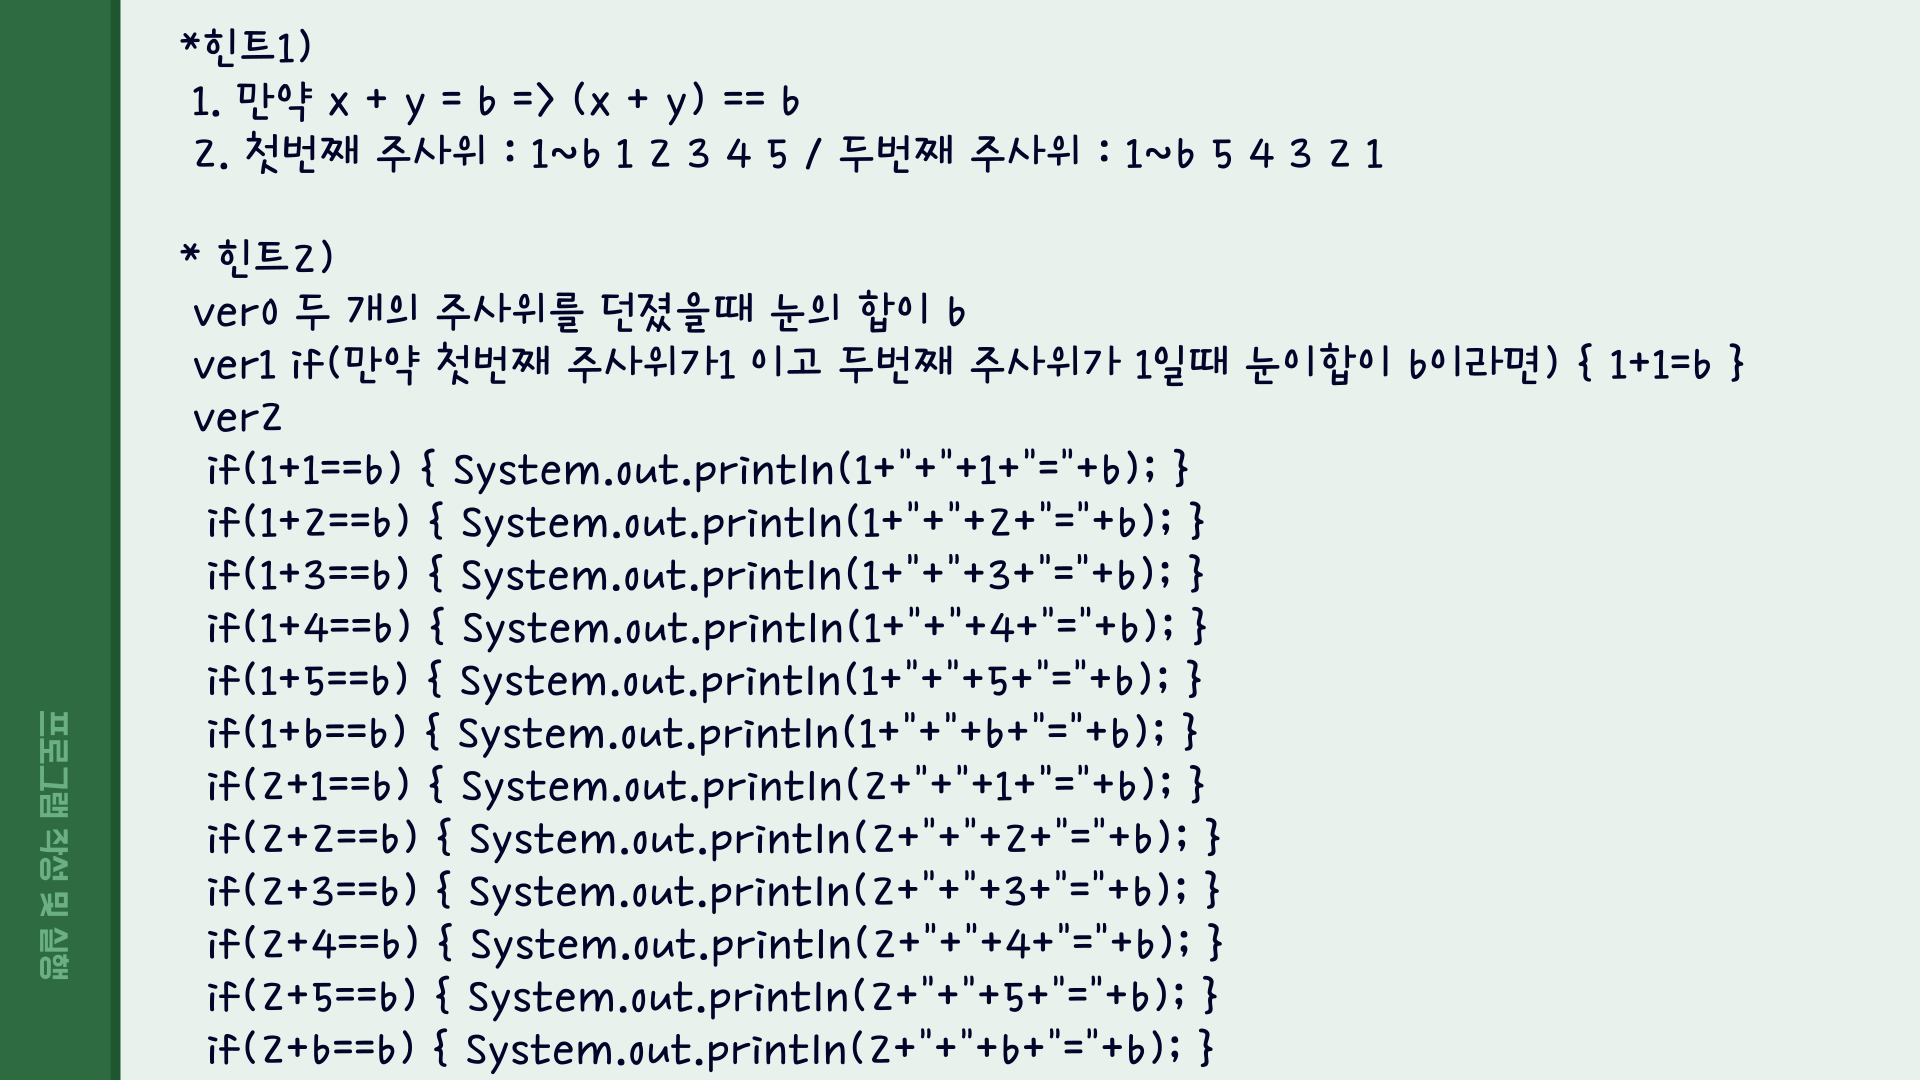 *힌트1)
1. 만약 x + y = 6 => (x + y) == 6
2. 첫번째 주사위 : 1~6 1 2 3 4 5 / 두번째 주사위 : 1~6 5 4 3 2 1
* 힌트2)
ver0 두 개의 주사위를 던졌을때 눈의 합이 6
ver1 if(만약 첫번째 주사위가1 이고 두번째 주사위가 1일때 눈이합이 6이라면) { 1+1=6 }
ver2
if(1+1==6) { System.out.println(1+"+"+1+"="+6); }
if(1+2==6) { System.out.println(1+"+"+2+"="+6); }
if(1+3==6) { System.out.println(1+"+"+3+"="+6); }
if(1+4==6) { System.out.println(1+"+"+4+"="+6); }
if(1+5==6) { System.out.println(1+"+"+5+"="+6); }
if(1+6==6) { System.out.println(1+"+"+6+"="+6); }
if(2+1==6) { System.out.println(2+"+"+1+"="+6); }
if(2+2==6) { System.out.println(2+"+"+2+"="+6); }
if(2+3==6) { System.out.println(2+"+"+3+"="+6); }
if(2+4==6) { System.out.println(2+"+"+4+"="+6); }
if(2+5==6) { System.out.println(2+"+"+5+"="+6); }
if(2+6==6) { System.out.println(2+"+"+6+"="+6); }
프로그램 작성 및 실행